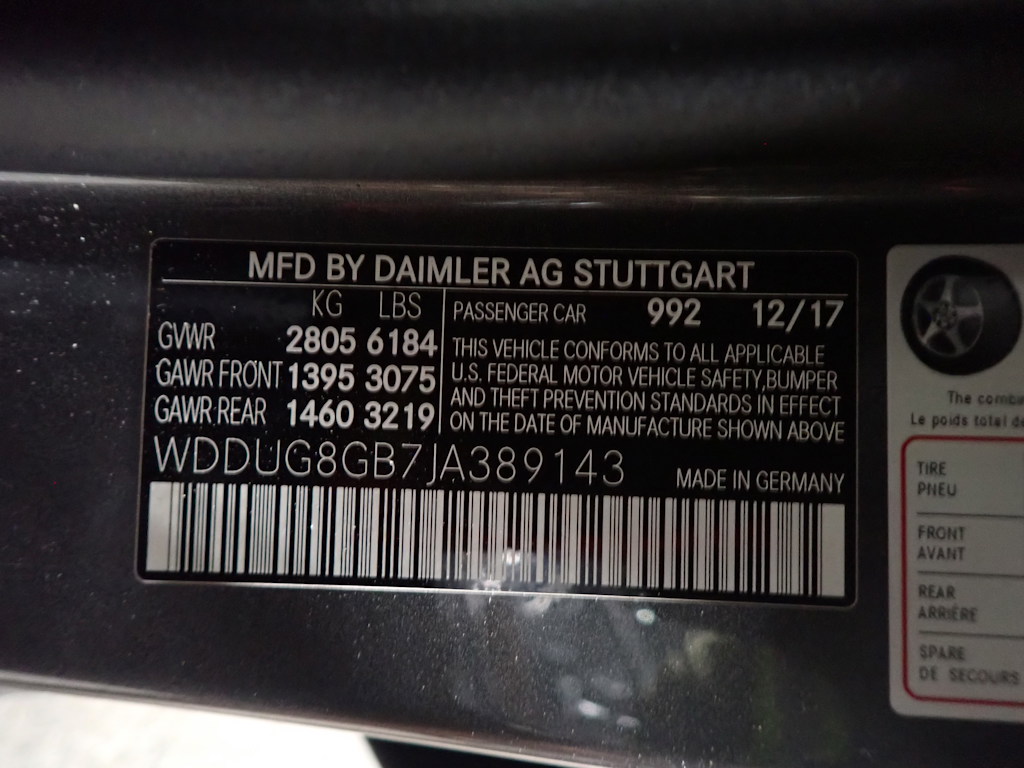 MFD BY DAIMLER AG STUTTGART
KG LBS
GVWR 2805 6184
GAWR FRONT 1395 3075
GAWR REAR 1460 3219
PASSENGER CAR 992 12/17
THIS VEHICLE CONFORMS TO ALL APPLICABLE
U.S. FEDERAL MOTOR VEHICLE SAFETY, BUMPER
AND THEFT PREVENTION STANDARDS IN EFFECT
ON THE DATE OF MANUFACTURE SHOWN ABOVE
WDDUG8GB7JA389143
MADE IN GERMANY
The combi
Le poids total de
TIRE
PNEU
FRONT
AVANT
REAR
ARRIÈRE
SPARE
DE SECOURS